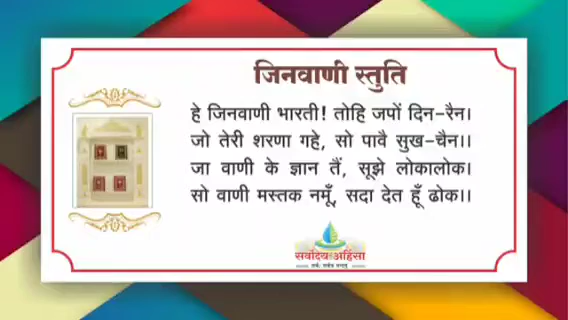 जिनवाणी स्तुति
हे जिनवाणी भारती! तोहि जपों दिन-रैन।
जो तेरी शरणा गहे, सो पावै सुख-चैन।।
जा वाणी के ज्ञान तैं, सूझे लोकालोक।
सो वाणी मस्तक नमूँ, सदा देत हूँ ढोक।।
सर्वोदय अहिंसा